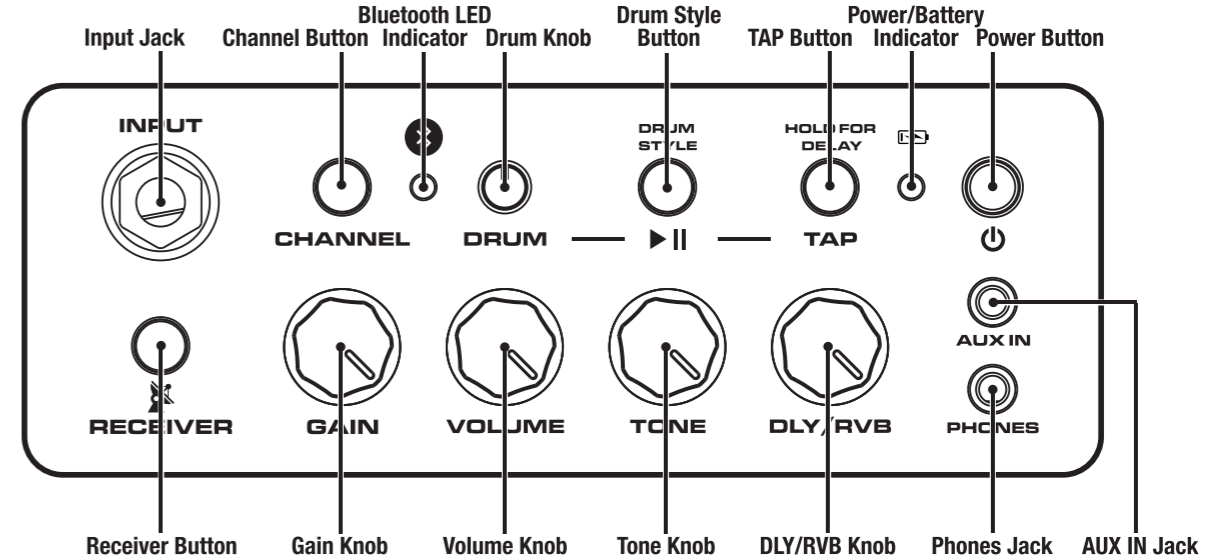 Bluetooth LED Drum Style Power/Battery
Input Jack Channel Button Indicator Drum Knob Button TAP Button Indicator Power Button
INPUT DRUM HOLD FOR
STYLE DELAY
CHANNEL DRUM TAP
AUX IN
RECEIVER GAIN VOLUME TONE DLY/RVB PHONES
Receiver Button Gain Knob Volume Knob Tone Knob DLY/RVB Knob Phones Jack AUX IN Jack